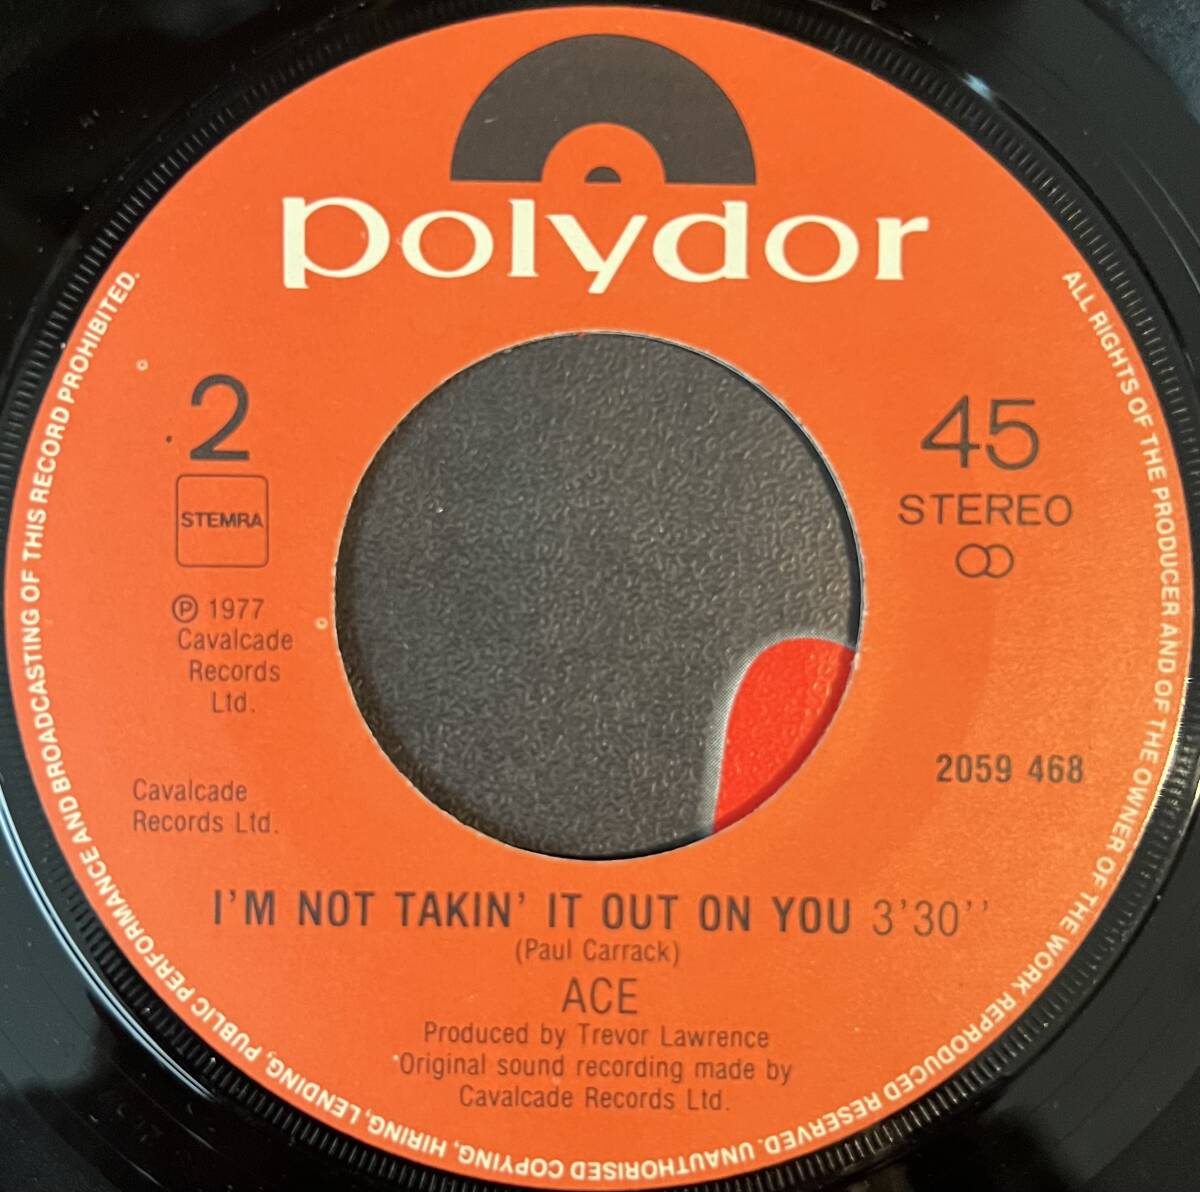 polydor
2
STEMRA
℗ 1977
Cavalcade
Records
Ltd.
Cavalcade
Records Ltd.
45
STEREO
2059 468
I'M NOT TAKIN' IT OUT ON YOU 3'30''
(Paul Carrack)
ACE
Produced by Trevor Lawrence
Original sound recording made by
Cavalcade Records Ltd.
ALL RIGHTS OF THE PRODUCER AND OF THE OWNER OF THE WORK REPRODUCED RESERVED. UNAUTHORISED COPYING, HIRING, LENDING, PUBLIC PERFORMANCE AND BROADCASTING OF THIS RECORD PROHIBITED.